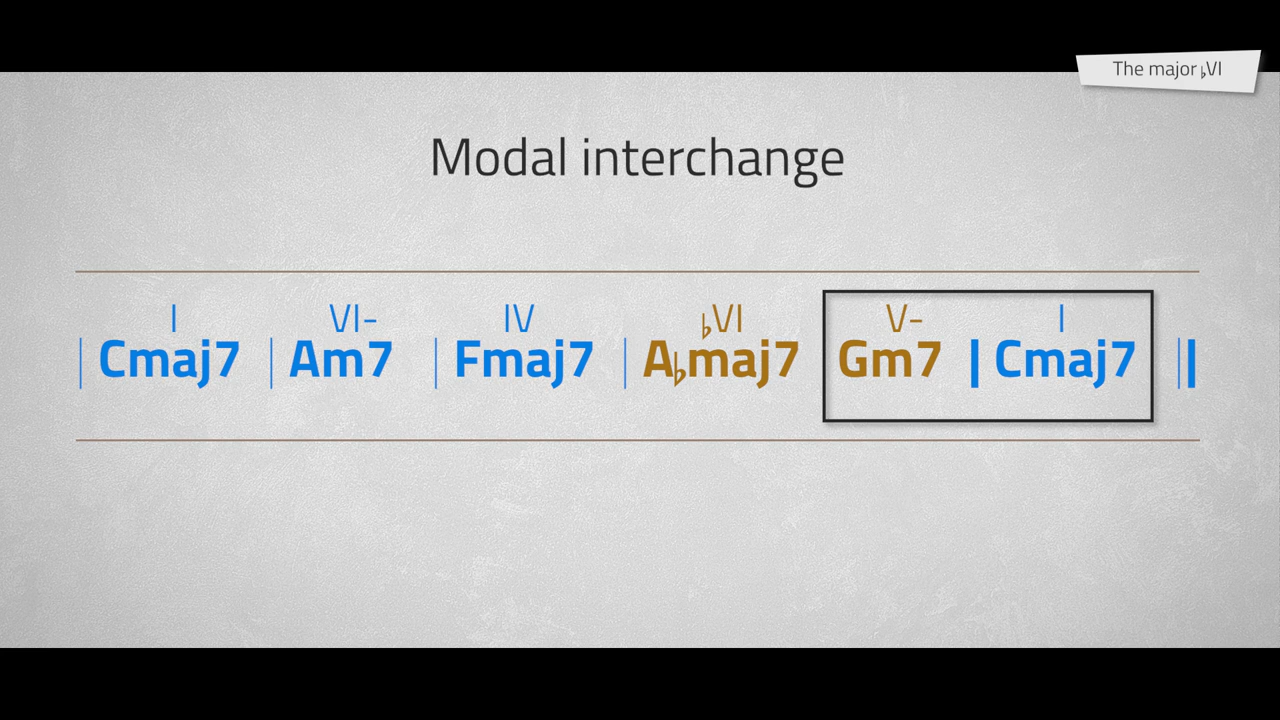 The major ♭VI
Modal interchange
I VI- IV ♭VI V- I
| Cmaj7 | Am7 | Fmaj7 | A♭maj7 Gm7 | Cmaj7 ||